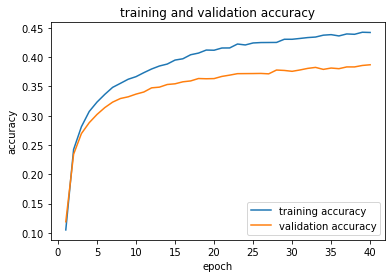 training and validation accuracy
accuracy
0.45
0.40
0.35
0.30
0.25
0.20
0.15
0.10
training accuracy
validation accuracy
0 5 10 15 20 25 30 35 40
epoch